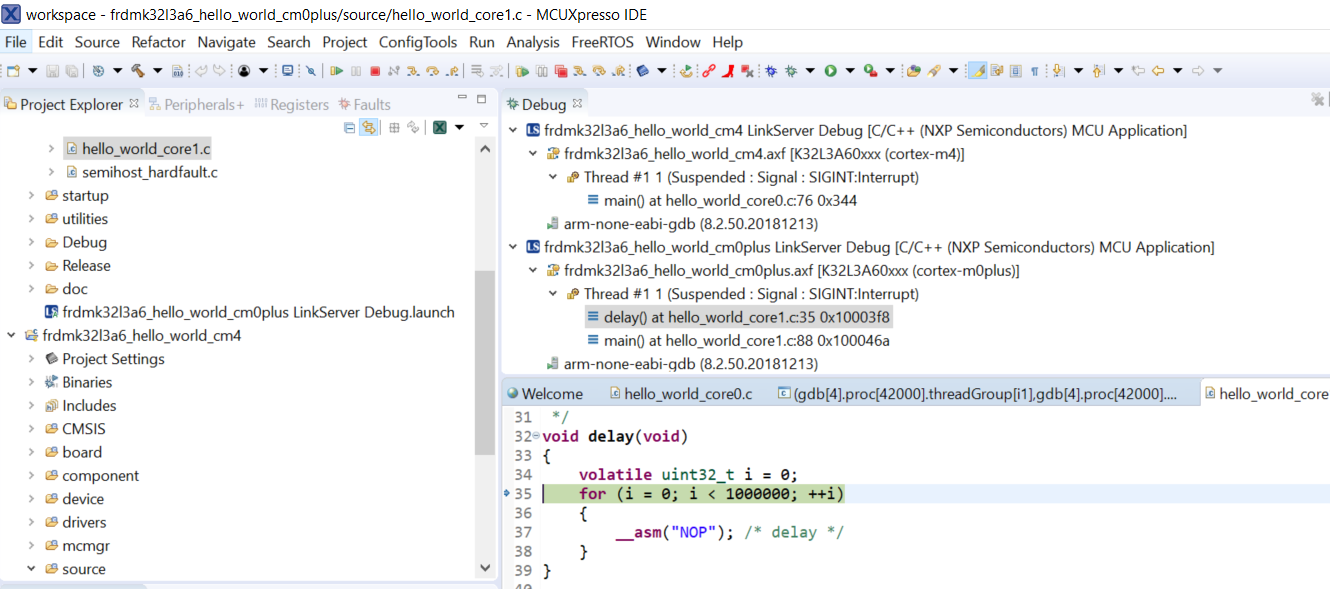 workspace - frdmk32l3a6_hello_world_cm0plus/source/hello_world_core1.c - MCUXpresso IDE
File Edit Source Refactor Navigate Search Project ConfigTools Run Analysis FreeRTOS Window Help
Project Explorer Peripherals+ Registers Faults
hello_world_core1.c
semihost_hardfault.c
startup
utilities
Debug
Release
doc
frdmk32l3a6_hello_world_cm0plus LinkServer Debug.launch
frdmk32l3a6_hello_world_cm4
Project Settings
Binaries
Includes
CMSIS
board
component
device
drivers
mcmgr
source
Debug
frdmk32l3a6_hello_world_cm4 LinkServer Debug [C/C++ (NXP Semiconductors) MCU Application]
frdmk32l3a6_hello_world_cm4.axf [K32L3A60xxx (cortex-m4)]
Thread #1 1 (Suspended : Signal : SIGINT:Interrupt)
main() at hello_world_core0.c:76 0x344
arm-none-eabi-gdb (8.2.50.20181213)
frdmk32l3a6_hello_world_cm0plus LinkServer Debug [C/C++ (NXP Semiconductors) MCU Application]
frdmk32l3a6_hello_world_cm0plus.axf [K32L3A60xxx (cortex-m0plus)]
Thread #1 1 (Suspended : Signal : SIGINT:Interrupt)
delay() at hello_world_core1.c:35 0x10003f8
main() at hello_world_core1.c:88 0x100046a
arm-none-eabi-gdb (8.2.50.20181213)
Welcome hello_world_core0.c (gdb[4].proc[42000].threadGroup[i1],gdb[4].proc[42000].... hello_world_core
31 */
32 void delay(void)
33 {
34 volatile uint32_t i = 0;
35 for (i = 0; i < 1000000; ++i)
36 {
37 __asm("NOP"); /* delay */
38 }
39 }